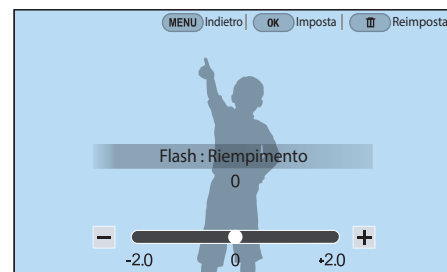 MENU Indietro | OK Imposta | Reimposta
Flash : Riempimento
0
− +
-2.0 0 +2.0